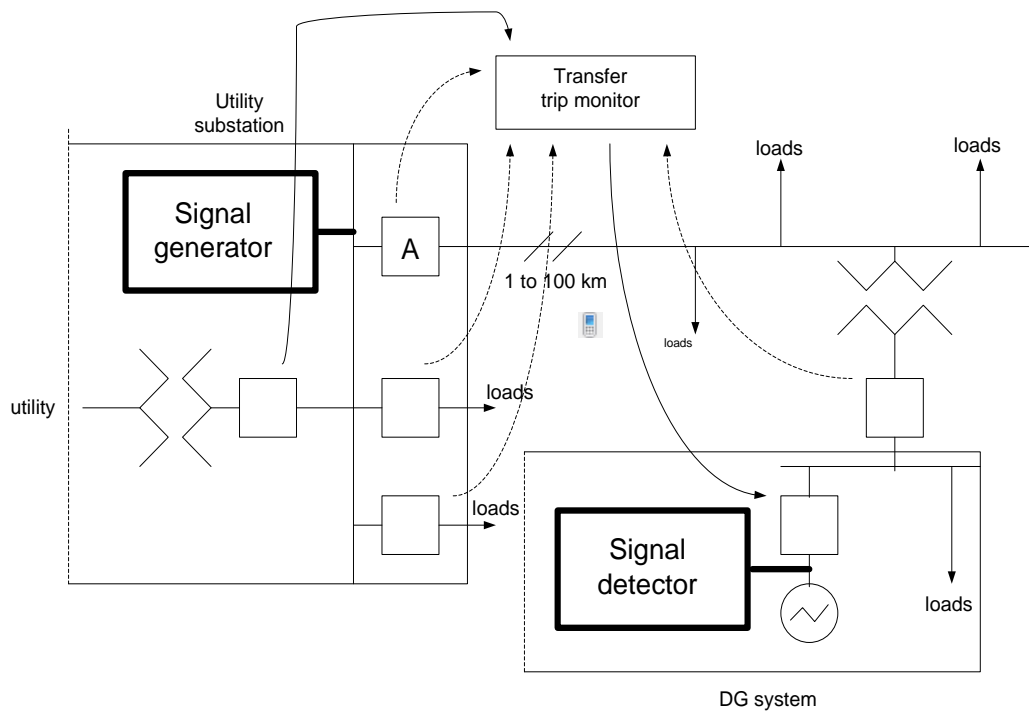 Transfer
trip monitor
Utility
substation
loads
loads
Signal
generator
A
1 to 100 km
loads
utility
loads
loads
Signal
detector
loads
DG system